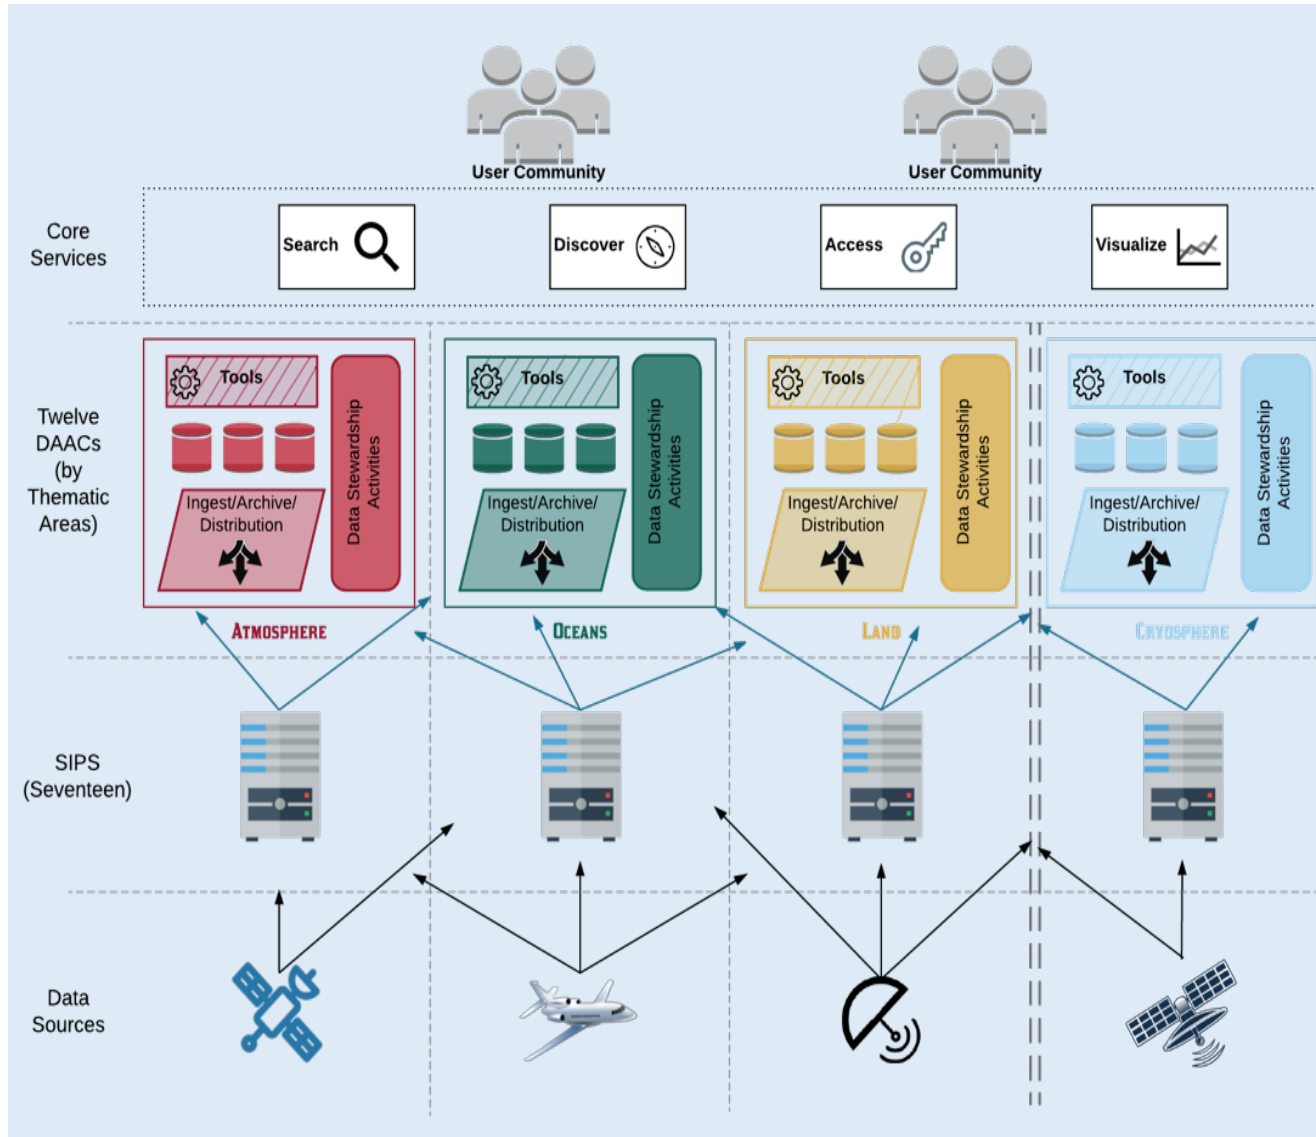 User Community
User Community
Core
Services
Search
Discover
Access
Visualize
Twelve
DAACs
(by
Thematic
Areas)
Tools
Data Stewardship
Activities
Ingest/Archive/
Distribution
ATMOSPHERE
Tools
Data Stewardship
Activities
Ingest/Archive/
Distribution
OCEANS
Tools
Data Stewardship
Activities
Ingest/Archive/
Distribution
LAND
Tools
Data Stewardship
Activities
Ingest/Archive/
Distribution
CRYOSPHERE
SIPS
(Seventeen)
Data
Sources